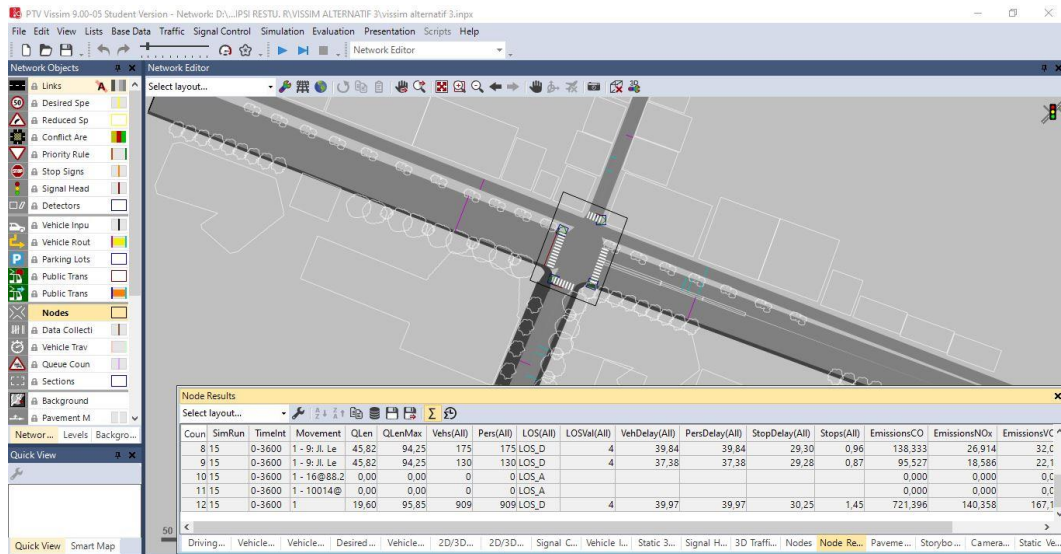 PTV Vissim 9.00-05 Student Version - Network: D:\...IPSI RESTU. R\VISSIM ALTERNATIF 3\vissim alternatif 3.inpx
File Edit View Lists Base Data Traffic Signal Control Simulation Evaluation Presentation Scripts Help
Network Editor
Network Objects
Network Editor
Links
Select layout...
Desired Spe
Reduced Sp
Conflict Are
Priority Rule
Stop Signs
Signal Head
Detectors
Vehicle Inpu
Vehicle Rout
Parking Lots
Public Trans
Public Trans
Nodes
Data Collecti
Vehicle Trav
Queue Coun
Sections
Background
Pavement M
Networ... Levels Backgro...
Quick View
Quick View Smart Map
50
Node Results
Select layout...
Coun SimRun TimeInt Movement QLen QLenMax Vehs(All) Pers(All) LOS(All) LOSVal(All) VehDelay(All) PersDelay(All) StopDelay(All) Stops(All) EmissionsCO EmissionsNOx EmissionsVC
8 15 0-3600 1 - 9: Jl. Le 45,82 94,25 175 175 LOS_D 4 39,84 39,84 29,30 0,96 138,333 26,914 32,0
9 15 0-3600 1 - 9: Jl. Le 45,82 94,25 130 130 LOS_D 4 37,38 37,38 29,28 0,87 95,527 18,586 22,1
10 15 0-3600 1 - 16@88.2 0,00 0,00 0 0 LOS_A 0,000 0,000 0,0
11 15 0-3600 1 - 10014@ 0,00 0,00 0 0 LOS_A 0,000 0,000 0,0
12 15 0-3600 1 19,60 95,85 909 909 LOS_D 4 39,97 39,97 30,25 1,45 721,396 140,358 167,1
Driving... Vehicle... Vehicle... Desired... Vehicle... 2D/3D... 2D/3D... Signal C... Vehicle I... Static 3... Signal H... 3D Traffi... Nodes Node Re... Paveme... Storybo... Camera... Static Ve...